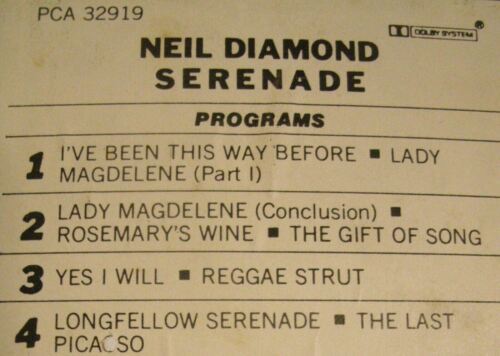 PCA 32919
DOLBY SYSTEM ®
NEIL DIAMOND
SERENADE
PROGRAMS
1 I'VE BEEN THIS WAY BEFORE ■ LADY
MAGDELENE (Part I)
2 LADY MAGDELENE (Conclusion) ■
ROSEMARY'S WINE ■ THE GIFT OF SONG
3 YES I WILL ■ REGGAE STRUT
4 LONGFELLOW SERENADE ■ THE LAST
PICASSO